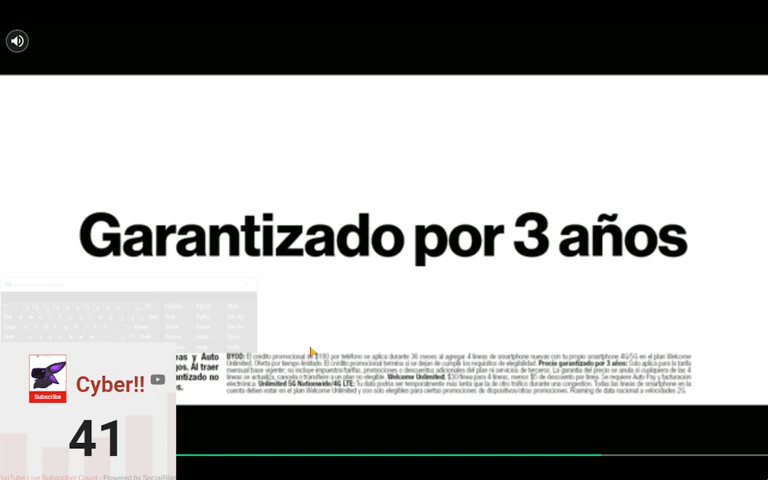 Garantizado por 3 años
eas y Auto
gos. Al traer
antizado no
s.
BYOD: El crédito promocional de $180 por teléfono se aplica durante 36 meses al agregar 4 líneas de smartphone nuevas con tu propio smartphone 4G/5G en el plan Welcome
Unlimited. Oferta por tiempo limitado. El crédito promocional termina si se dejan de cumplir los requisitos de elegibilidad. Precio garantizado por 3 años: Solo aplica para la tarifa
mensual base vigente; no incluye impuestos/tarifas, promociones o descuentos adicionales del plan ni servicios de terceros. La garantía del precio se anula si cualquiera de las 4
líneas se actualiza, cancela o transfiere a un plan no elegible. Welcome Unlimited: $30/línea para 4 líneas, menos $5 de descuento por línea. Se requiere Auto Pay y facturación
electrónica. Unlimited 5G Nationwide/4G LTE: Tu data podría ser temporalmente más lenta que la de otro tráfico durante una congestión. Todas las líneas de smartphone en la
cuenta deben estar en el plan Welcome Unlimited y son solo elegibles para ciertas promociones de dispositivos/otras promociones. Roaming de data nacional a velocidades 2G.
Subscribe
Cyber!!
41
YouTube Live Subscriber Count - Powered by SocialBla